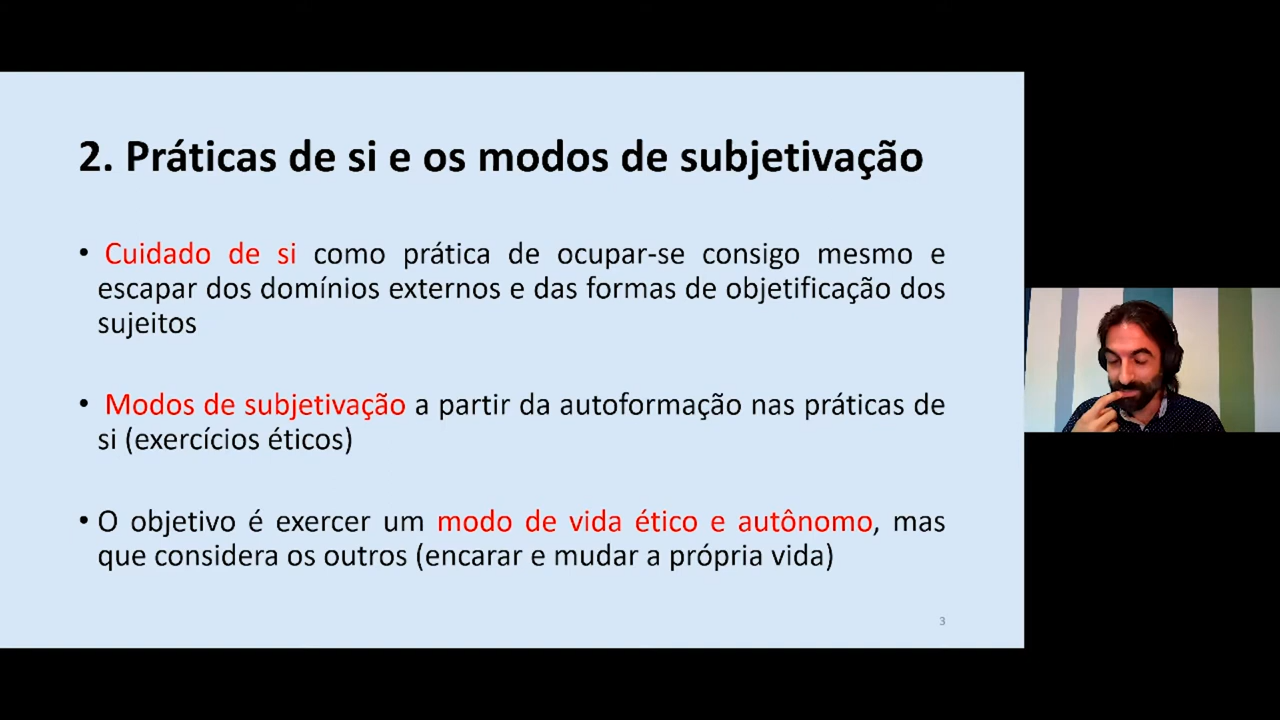 2. Práticas de si e os modos de subjetivação
• Cuidado de si como prática de ocupar-se consigo mesmo e
escapar dos domínios externos e das formas de objetificação dos
sujeitos
• Modos de subjetivação a partir da autoformação nas práticas de
si (exercícios éticos)
• O objetivo é exercer um modo de vida ético e autônomo, mas
que considera os outros (encarar e mudar a própria vida)
3